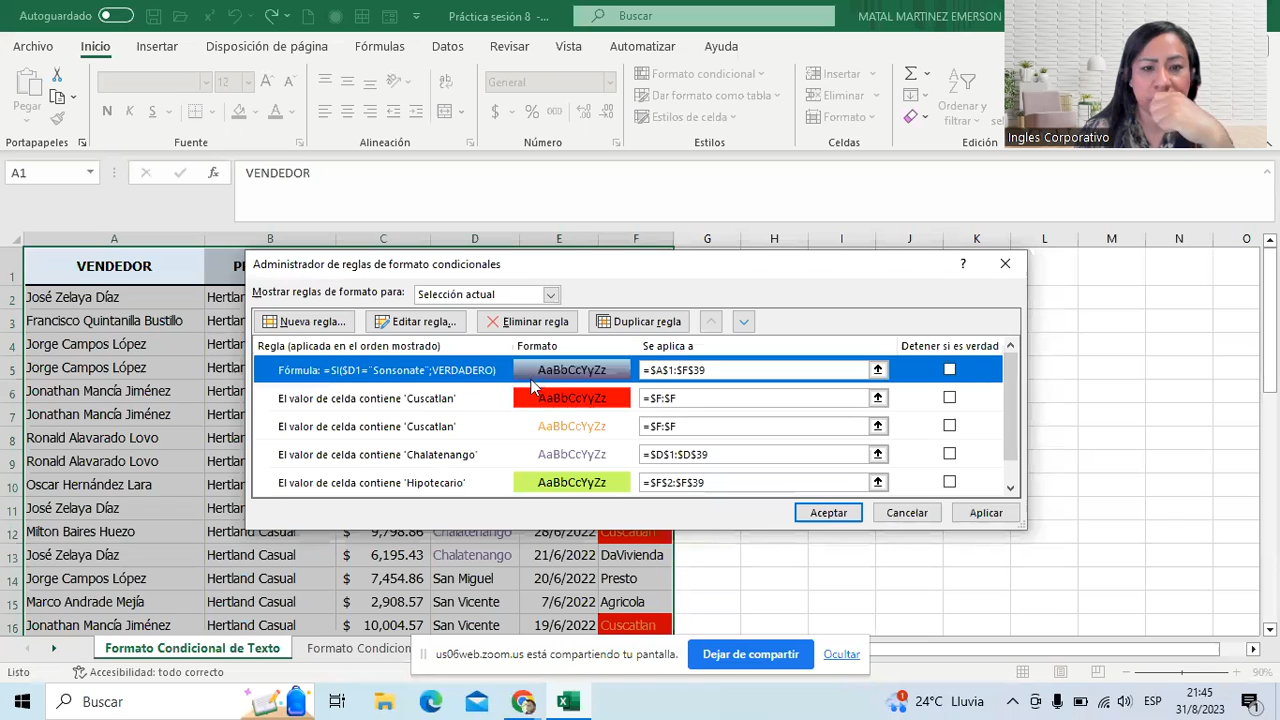 Autoguardado
Práctica sesión 8
Buscar
MATAL MARTINEZ EMERSON
Archivo Inicio Insertar Disposición de página Fórmulas Datos Revisar Vista Automatizar Ayuda
Pegar
12
N K S
General
Formato condicional
Dar formato como tabla
Estilos de celda
Insertar
Eliminar
Formato
Ordenar y
filtrar
Portapapeles Fuente Alineación Número Estilos Celdas Edición
Ingles Corporativo
A1
VENDEDOR
A B C D E F G H I J K L M N O
1 VENDEDOR
2 José Zelaya Díaz Hertland
3 Francisco Quintanilla Bustillo Hertland
4 Jorge Campos López Hertland
5 Jorge Campos López Hertland
6 Jonathan Mancía Jiménez Hertland
7 Jonathan Mancía Jiménez Hertland
8 Ronald Alavarado Lovo Hertland
9 Ronald Alavarado Lovo Hertland
10 Oscar Hernández Lara Hertland
11 José Zelaya Díaz Hertland
12 Milton Baires Huezo Hertland Casual $ 9,798.86 Chalatenango 28/6/2022 Cuscatlan
13 José Zelaya Díaz Hertland Casual $ 6,195.43 Chalatenango 21/6/2022 DaVivienda
14 Jorge Campos López Hertland Casual $ 7,454.86 San Miguel 20/6/2022 Presto
15 Marco Andrade Mejía Hertland Casual $ 2,908.57 San Vicente 7/6/2022 Agricola
16 Jonathan Mancía Jiménez Hertland Casual $ 10,004.57 San Vicente 19/6/2022 Cuscatlan
Administrador de reglas de formato condicionales
Mostrar reglas de formato para: Selección actual
Nueva regla... Editar regla... Eliminar regla Duplicar regla
Regla (aplicada en el orden mostrado) Formato Se aplica a Detener si es verdad
Fórmula: =SI($D1="Sonsonate";VERDADERO) AaBbCcYyZz =$A$1:$F$39
El valor de celda contiene 'Cuscatlan' AaBbCcYyZz =$F:$F
El valor de celda contiene 'Cuscatlan' AaBbCcYyZz =$F:$F
El valor de celda contiene 'Chalatenango' AaBbCcYyZz =$D$1:$D$39
El valor de celda contiene 'Hipotecario' AaBbCcYyZz =$F$2:$F$39
Aceptar Cancelar Aplicar
Formato Condicional de Texto
us06web.zoom.us está compartiendo tu pantalla.
Dejar de compartir
Ocultar
Listo
Accesibilidad: todo correcto
90%
Buscar
24°C Lluvia
ESP
21:45
31/8/2023